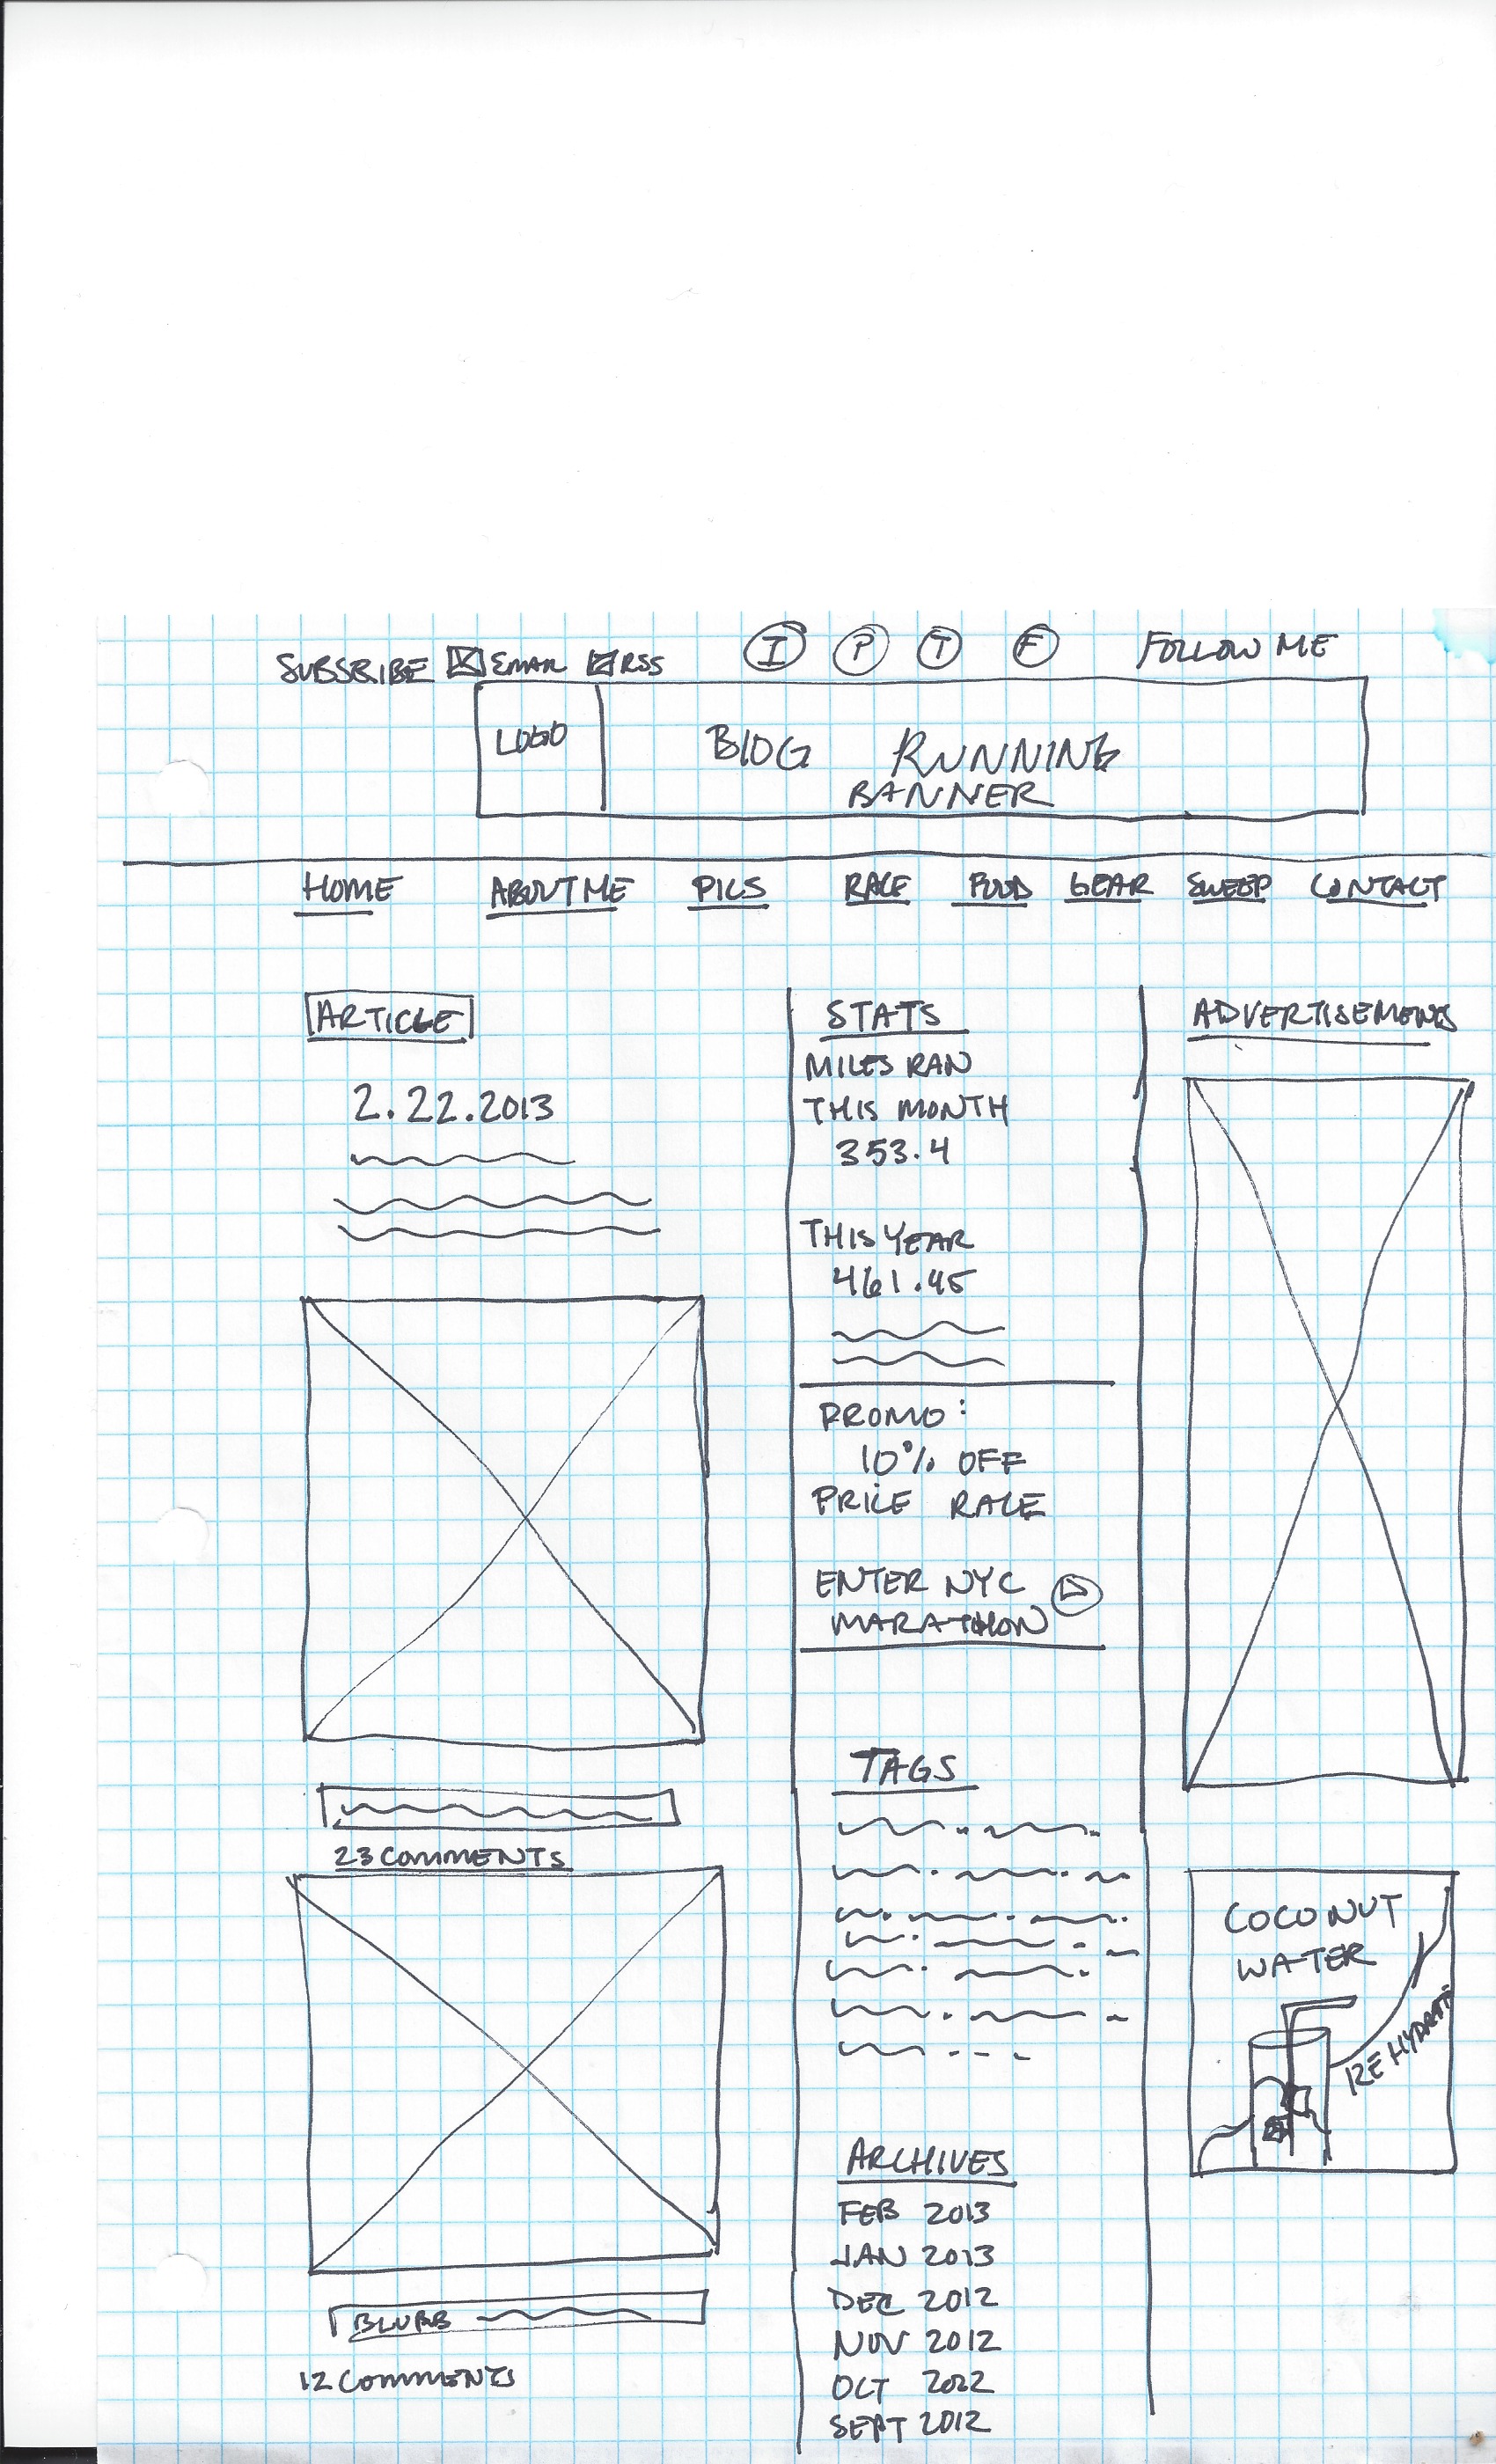 SUBSCRIBE EMAIL RSS
I P T F FOLLOW ME
LOGO
BLOG RUNNING
BANNER
HOME ABOUT ME PICS RACE FOOD GEAR SWEEP CONTACT
ARTICLE
2.22.2013
23 COMMENTS
BLURB
12 COMMENTS
STATS
MILES RAN
THIS MONTH
353.4
THIS YEAR
461.45
PROMO:
10% OFF
PRICE RACE
ENTER NYC
MARATHON
TAGS
ARCHIVES
FEB 2013
JAN 2013
DEC 2012
NOV 2012
OCT 2022
SEPT 2012
ADVERTISEMENTS
COCONUT
WATER
REHYDRATE